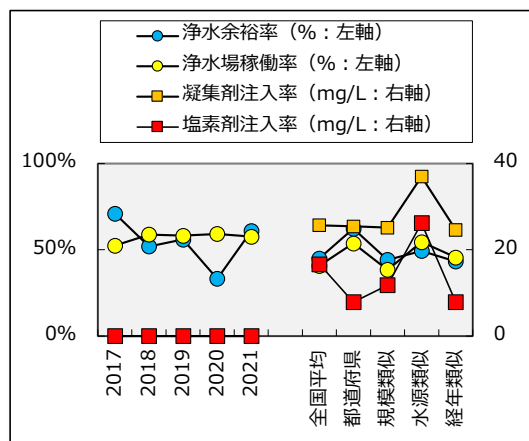 浄水余裕率（%：左軸）
浄水場稼働率（%：左軸）
凝集剤注入率（mg/L：右軸）
塩素剤注入率（mg/L：右軸）
100%
50%
0%
40
20
0
2017
2018
2019
2020
2021
全国平均
都道府県
規模類似
水源類似
経年類似